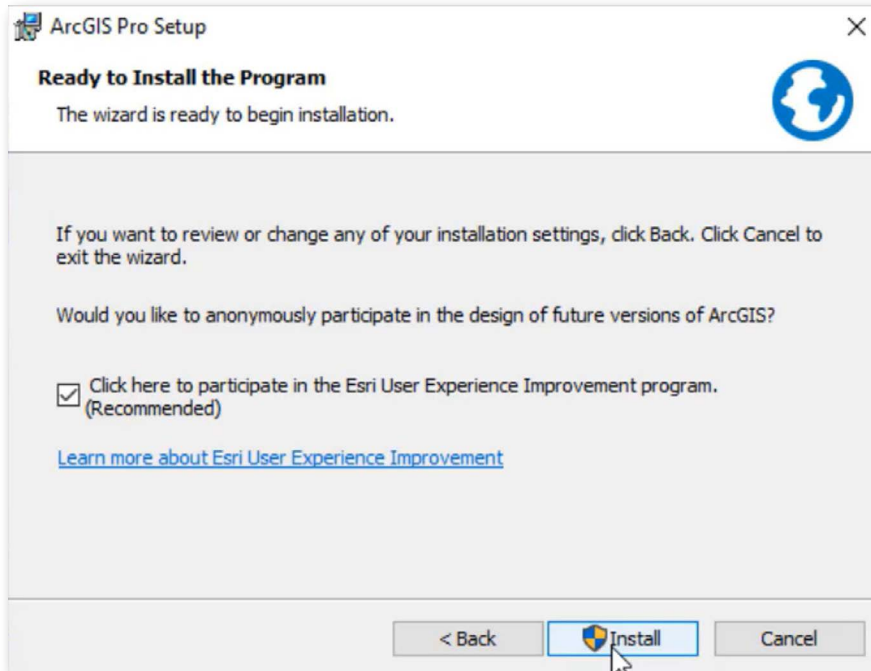 ArcGIS Pro Setup
Ready to Install the Program
The wizard is ready to begin installation.
If you want to review or change any of your installation settings, click Back. Click Cancel to
exit the wizard.
Would you like to anonymously participate in the design of future versions of ArcGIS?
Click here to participate in the Esri User Experience Improvement program.
(Recommended)
Learn more about Esri User Experience Improvement
< Back Install Cancel